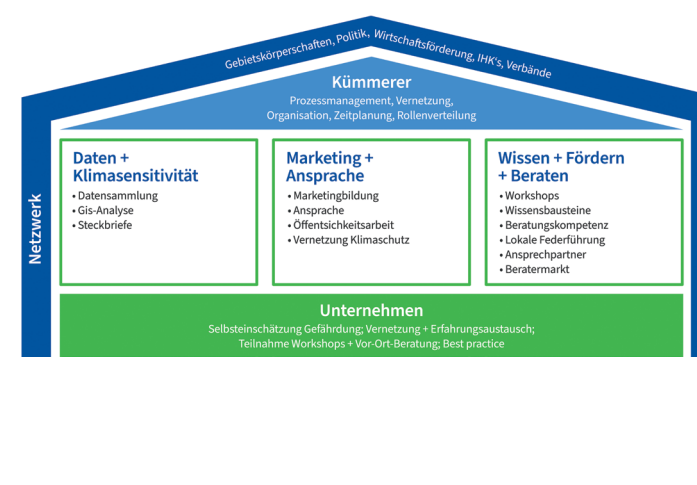 Gebietskörperschaften, Politik, Wirtschaftsförderung, IHK's, Verbände
Kümmerer
Prozessmanagement, Vernetzung,
Organisation, Zeitplanung, Rollenverteilung
Netzwerk
Daten +
Klimasensitivität
• Datensammlung
• Gis-Analyse
• Steckbriefe
Marketing +
Ansprache
• Marketingbildung
• Ansprache
• Öffentsichkeitsarbeit
• Vernetzung Klimaschutz
Wissen + Fördern
+ Beraten
• Workshops
• Wissensbausteine
• Beratungskompetenz
• Lokale Federführung
• Ansprechpartner
• Beratermarkt
Unternehmen
Selbsteinschätzung Gefährdung; Vernetzung + Erfahrungsaustausch;
Teilnahme Workshops + Vor-Ort-Beratung; Best practice